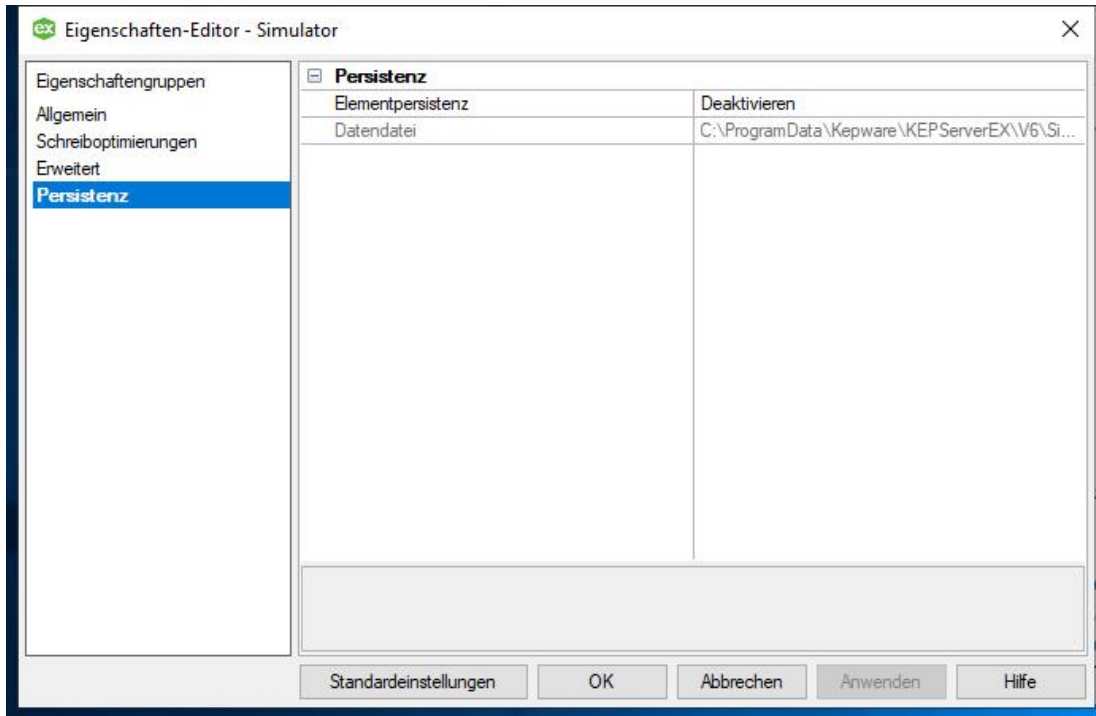 ex Eigenschaften-Editor - Simulator
Eigenschaftengruppen
Allgemein
Schreiboptimierungen
Erweitert
Persistenz
Persistenz
Elementpersistenz Deaktivieren
Datendatei C:\ProgramData\Kepware\KEPServerEX\V6\Si...
Standardeinstellungen OK Abbrechen Anwenden Hilfe